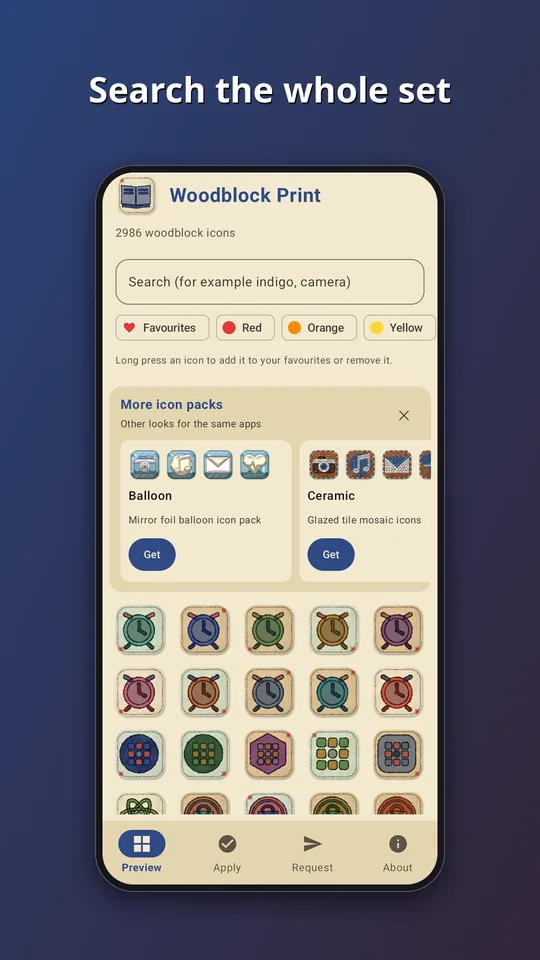 Search the whole set
Woodblock Print
2986 woodblock icons
Search (for example indigo, camera)
Favourites
Red
Orange
Yellow
Long press an icon to add it to your favourites or remove it.
More icon packs
Other looks for the same apps
Balloon
Mirror foil balloon icon pack
Get
Ceramic
Glazed tile mosaic icons
Get
Preview
Apply
Request
About